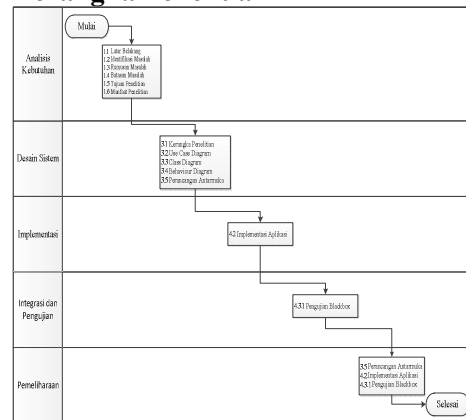 Mulai
Analisis
Kebutuhan
1.1 Latar Belakang
1.2 Identifikasi Masalah
1.3 Rumusan Masalah
1.4 Batasan Masalah
1.5 Tujuan Penelitian
1.6 Manfaat Penelitian
Desain Sistem
3.1 Kerangka Penelitian
3.2 Use Case Diagram
3.3 Class Diagram
3.4 Behaviour Diagram
3.5 Perancangan Antarmuka
Implementasi
4.2 Implementasi Aplikasi
Integrasi dan
Pengujian
4.3.1 Pengujian Blackbox
Pemeliharaan
3.5 Perancangan Antarmuka
4.2 Implementasi Aplikasi
4.3.1 Pengujian Blackbox
Selesai